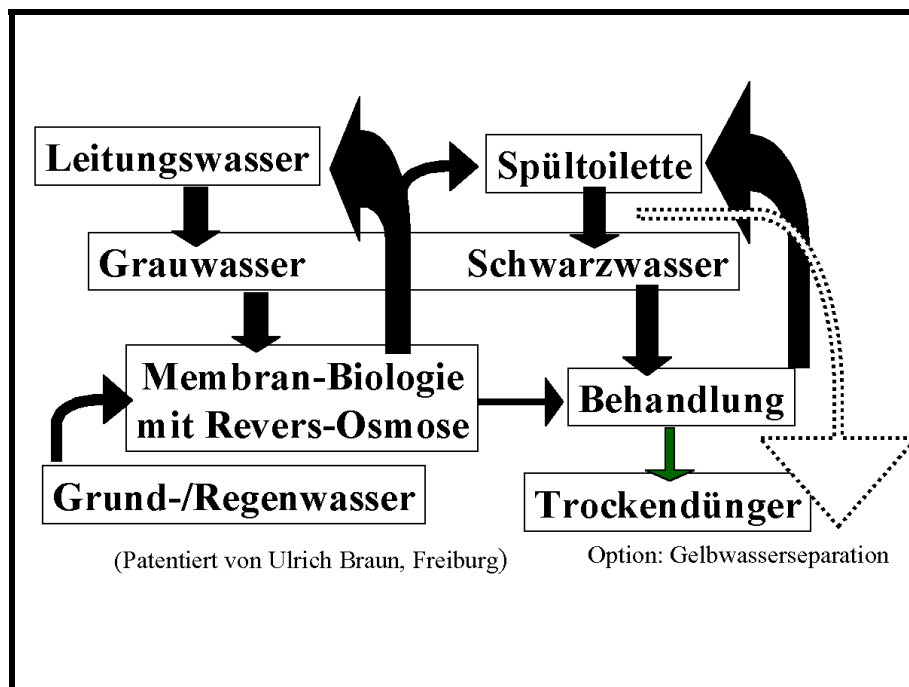 Leitungswasser
Spültoilette
Grauwasser
Schwarzwasser
Membran-Biologie
mit Revers-Osmose
Behandlung
Grund-/Regenwasser
Trockendünger
(Patentiert von Ulrich Braun, Freiburg)
Option: Gelbwasserseparation